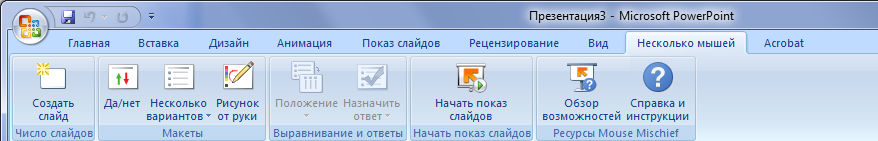 Презентация3 - Microsoft PowerPoint
Главная Вставка Дизайн Анимация Показ слайдов Рецензирование Вид Несколько мышей Acrobat
Создать слайд
Да/нет
Несколько вариантов
Рисунок от руки
Положение
Назначить ответ
Начать показ слайдов
Обзор возможностей
Справка и инструкции
Число слайдов
Макеты
Выравнивание и ответы
Начать показ слайдов
Ресурсы Mouse Mischief